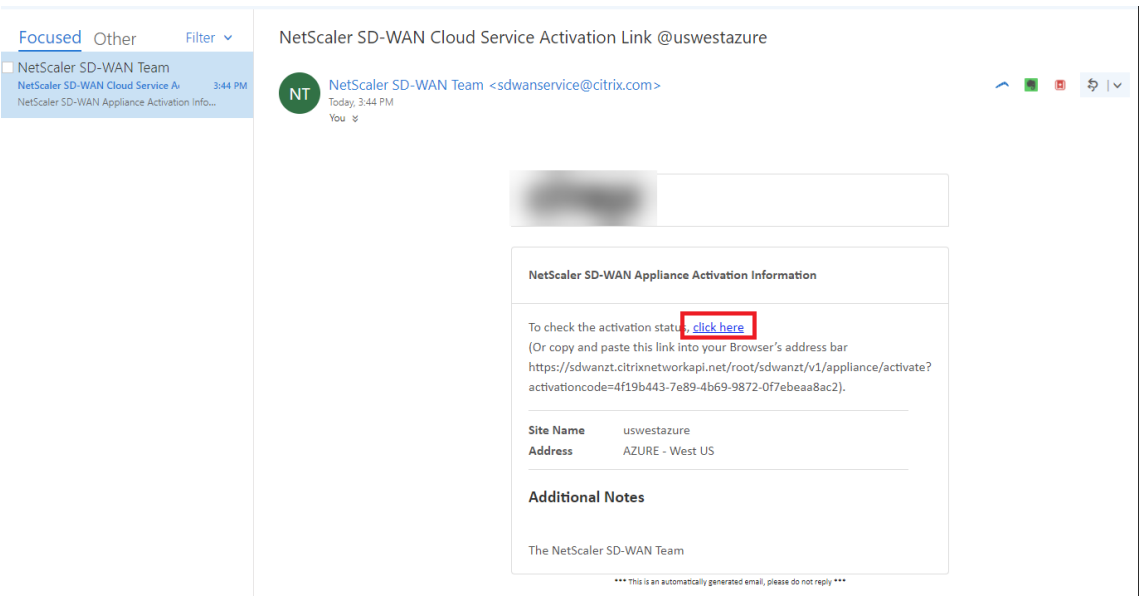 Focused Other Filter
NetScaler SD-WAN Team
NetScaler SD-WAN Cloud Service A 3:44 PM
NetScaler SD-WAN Appliance Activation Info...
NetScaler SD-WAN Cloud Service Activation Link @uswestazure
NT
NetScaler SD-WAN Team <sdwanservice@citrix.com>
Today, 3:44 PM
You
NetScaler SD-WAN Appliance Activation Information
To check the activation status, click here
(Or copy and paste this link into your Browser’s address bar
https://sdwanzt.citrixnetworkapi.net/root/sdwanzt/v1/appliance/activate?
activationcode=4f19b443-7e89-4b69-9872-0f7ebeaa8ac2).
Site Name uswestazure
Address AZURE - West US
Additional Notes
The NetScaler SD-WAN Team
*** This is an automatically generated email, please do not reply ***